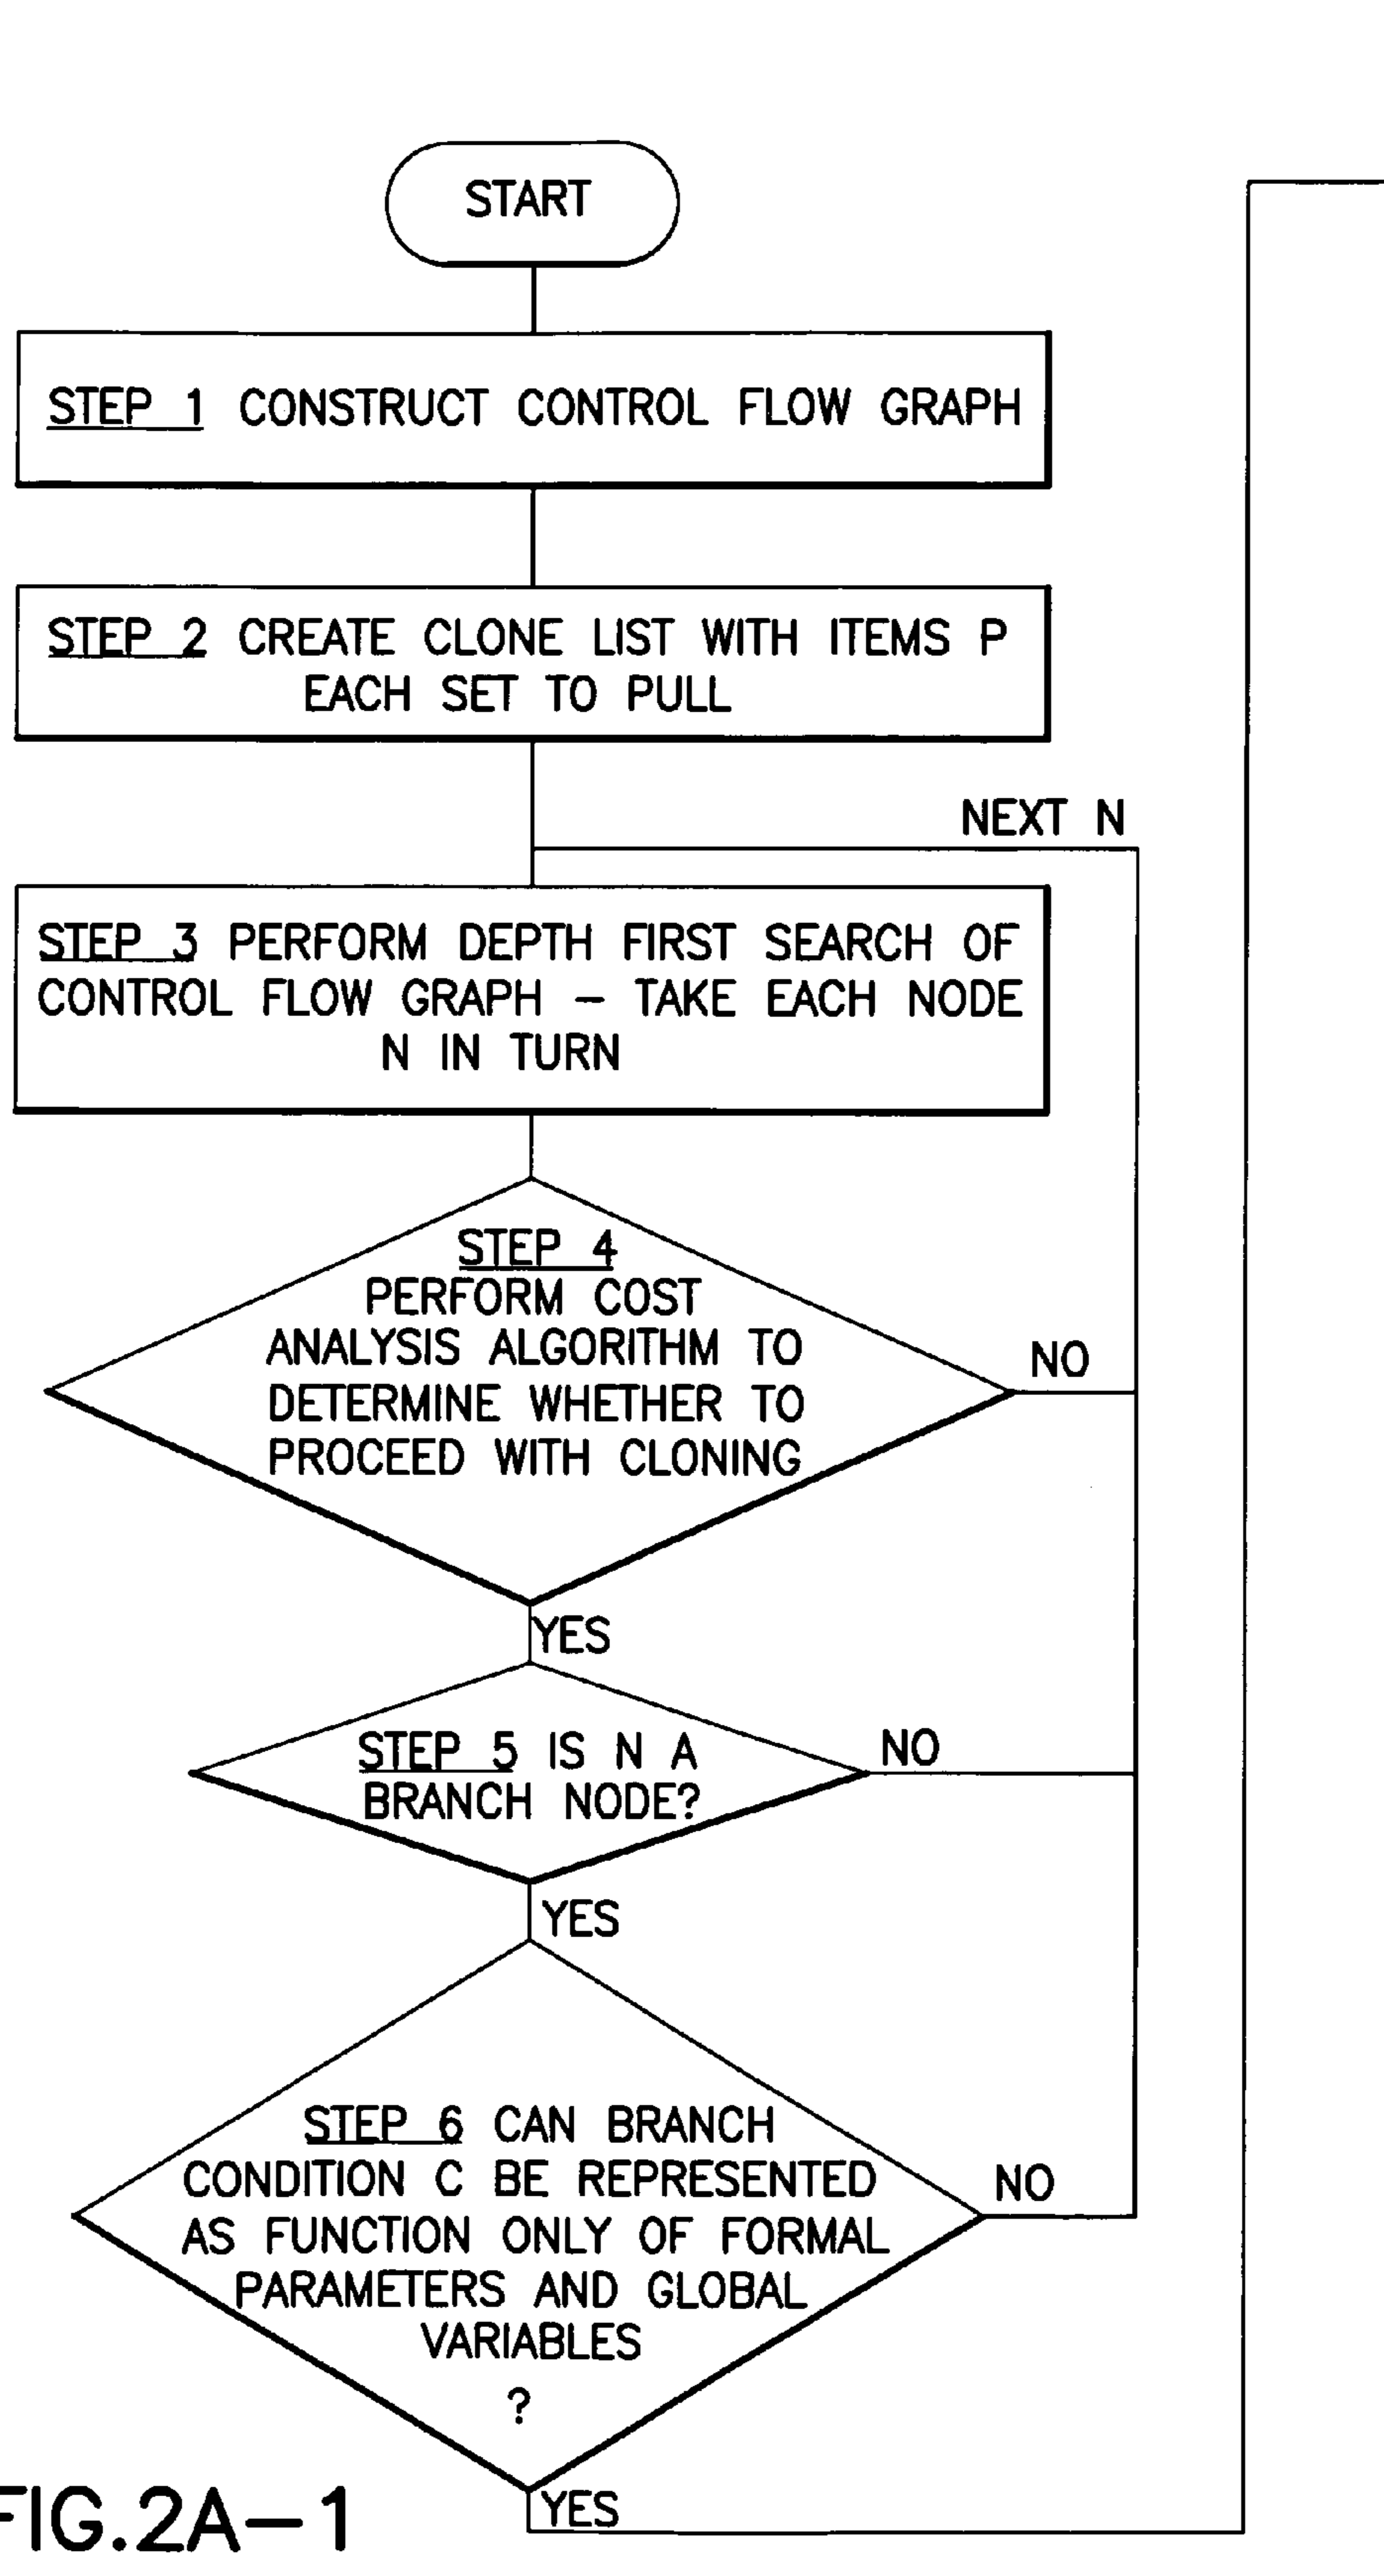 START
STEP 1 CONSTRUCT CONTROL FLOW GRAPH
STEP 2 CREATE CLONE LIST WITH ITEMS P
EACH SET TO PULL
NEXT N
STEP 3 PERFORM DEPTH FIRST SEARCH OF
CONTROL FLOW GRAPH – TAKE EACH NODE
N IN TURN
STEP 4
PERFORM COST
ANALYSIS ALGORITHM TO
DETERMINE WHETHER TO
PROCEED WITH CLONING
NO
YES
STEP 5 IS N A
BRANCH NODE?
NO
YES
STEP 6 CAN BRANCH
CONDITION C BE REPRESENTED
AS FUNCTION ONLY OF FORMAL
PARAMETERS AND GLOBAL
VARIABLES
?
NO
YES
FIG.2A–1